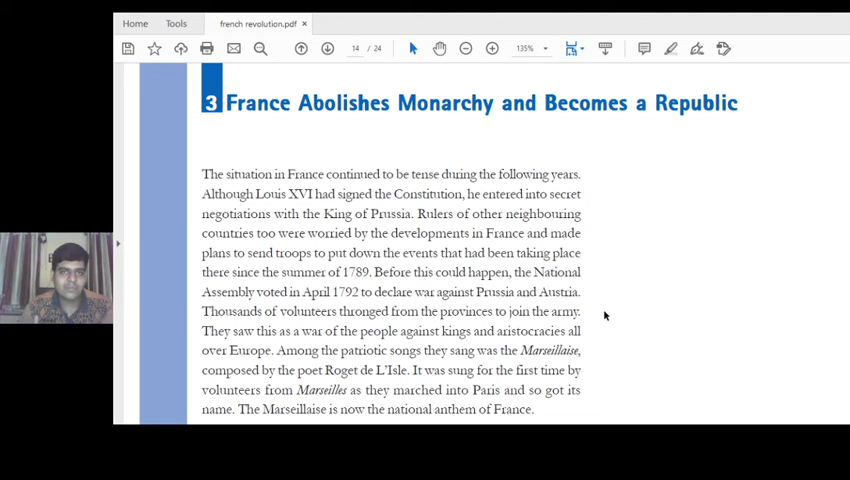 Home Tools french revolution.pdf ×
14 / 24 135%
3 France Abolishes Monarchy and Becomes a Republic
The situation in France continued to be tense during the following years.
Although Louis XVI had signed the Constitution, he entered into secret
negotiations with the King of Prussia. Rulers of other neighbouring
countries too were worried by the developments in France and made
plans to send troops to put down the events that had been taking place
there since the summer of 1789. Before this could happen, the National
Assembly voted in April 1792 to declare war against Prussia and Austria.
Thousands of volunteers thronged from the provinces to join the army.
They saw this as a war of the people against kings and aristocracies all
over Europe. Among the patriotic songs they sang was the Marseillaise,
composed by the poet Roget de L'Isle. It was sung for the first time by
volunteers from Marseilles as they marched into Paris and so got its
name. The Marseillaise is now the national anthem of France.